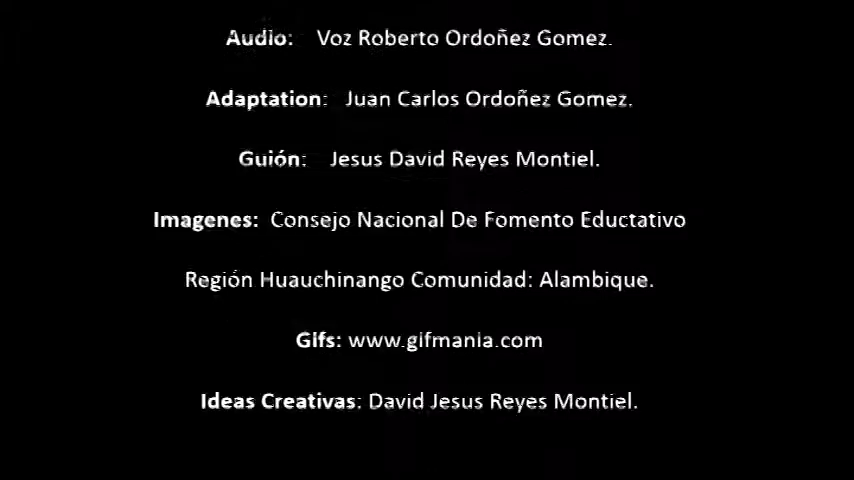 Audio: Voz Roberto Ordoñez Gomez.
Adaptation: Juan Carlos Ordoñez Gomez.
Guión: Jesus David Reyes Montiel.
Imagenes: Consejo Nacional De Fomento Eductativo
Región Huauchinango Comunidad: Alambique.
Gifs: www.gifmania.com
Ideas Creativas: David Jesus Reyes Montiel.